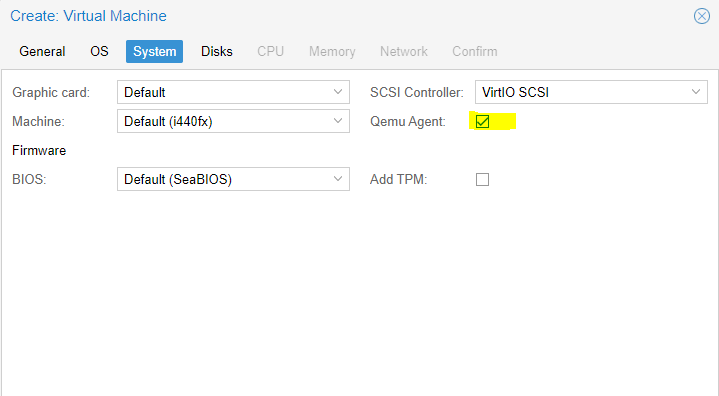 Create: Virtual Machine
General OS System Disks CPU Memory Network Confirm
Graphic card: Default SCSI Controller: VirtIO SCSI
Machine: Default (i440fx) Qemu Agent:
Firmware
BIOS: Default (SeaBIOS) Add TPM: